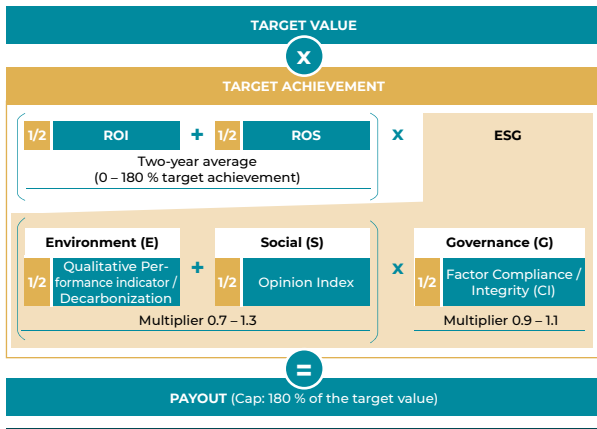 TARGET VALUE
x
TARGET ACHIEVEMENT
1/2 ROI + 1/2 ROS x ESG
Two-year average
(0 – 180 % target achievement)
Environment (E)
1/2
Qualitative Per-
formance indicator /
Decarbonization
+
Social (S)
1/2 Opinion Index
x
Governance (G)
1/2
Factor Compliance /
Integrity (CI)
Multiplier 0.7 – 1.3
Multiplier 0.9 – 1.1
=
PAYOUT (Cap: 180 % of the target value)